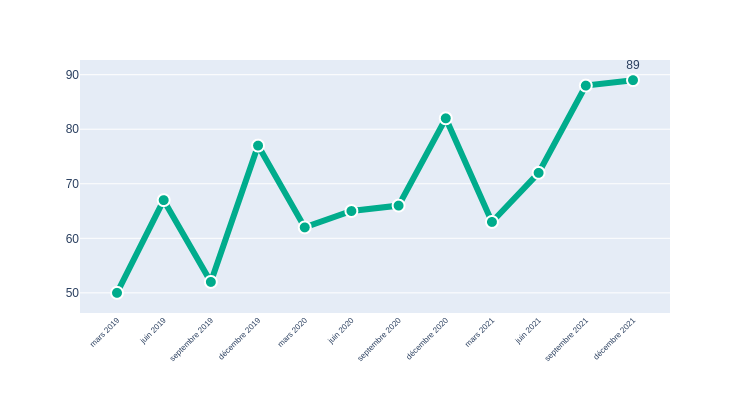 89
90
80
70
60
50
mars 2019
juin 2019
septembre 2019
décembre 2019
mars 2020
juin 2020
septembre 2020
décembre 2020
mars 2021
juin 2021
septembre 2021
décembre 2021